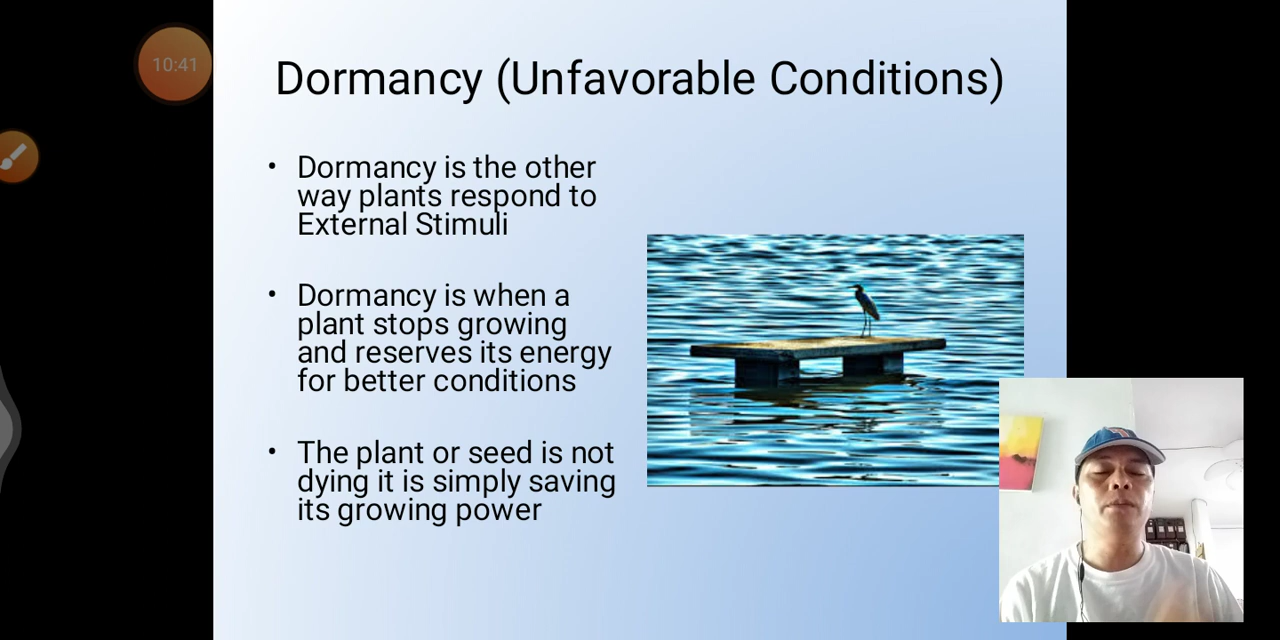 10:41
Dormancy (Unfavorable Conditions)
• Dormancy is the other
way plants respond to
External Stimuli
• Dormancy is when a
plant stops growing
and reserves its energy
for better conditions
• The plant or seed is not
dying it is simply saving
its growing power